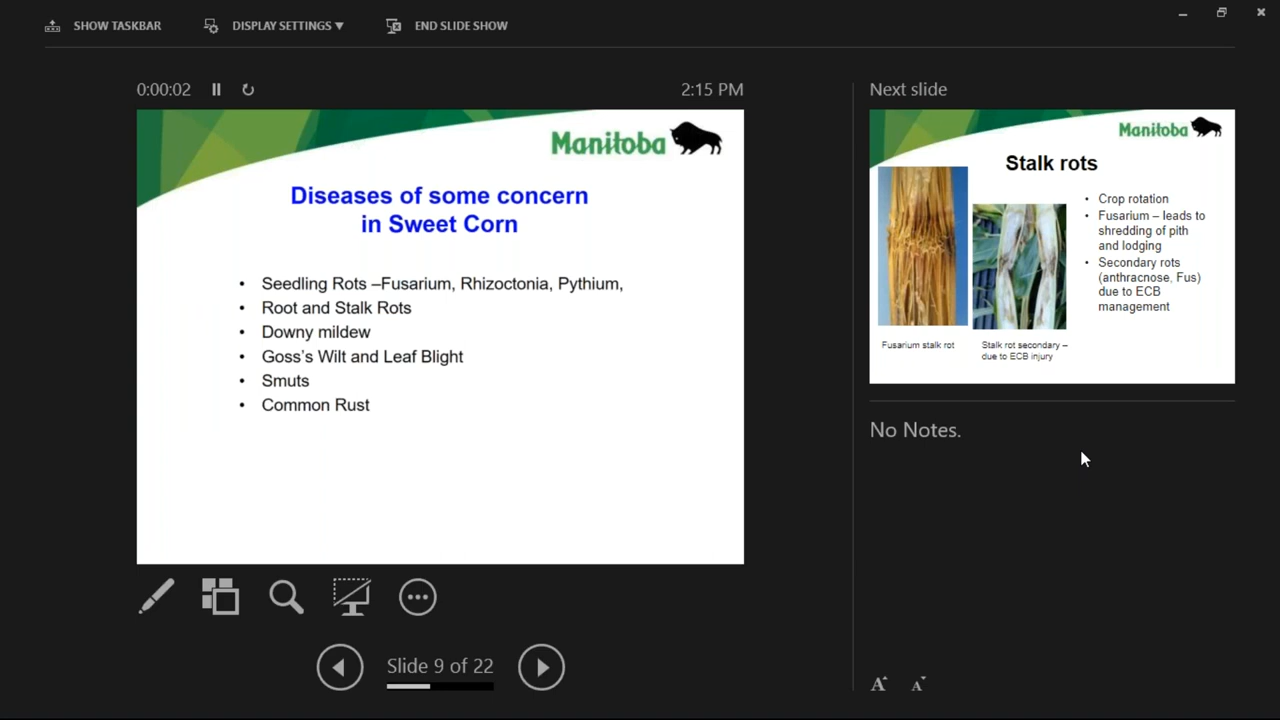 SHOW TASKBAR
DISPLAY SETTINGS ▼
END SLIDE SHOW
0:00:02
2:15 PM
Manitoba
Diseases of some concern
in Sweet Corn
• Seedling Rots –Fusarium, Rhizoctonia, Pythium,
• Root and Stalk Rots
• Downy mildew
• Goss's Wilt and Leaf Blight
• Smuts
• Common Rust
Slide 9 of 22
Next slide
Manitoba
Stalk rots
• Crop rotation
• Fusarium – leads to
shredding of pith
and lodging
• Secondary rots
(anthracnose, Fus)
due to ECB
management
Fusarium stalk rot
Stalk rot secondary –
due to ECB injury
No Notes.
A A